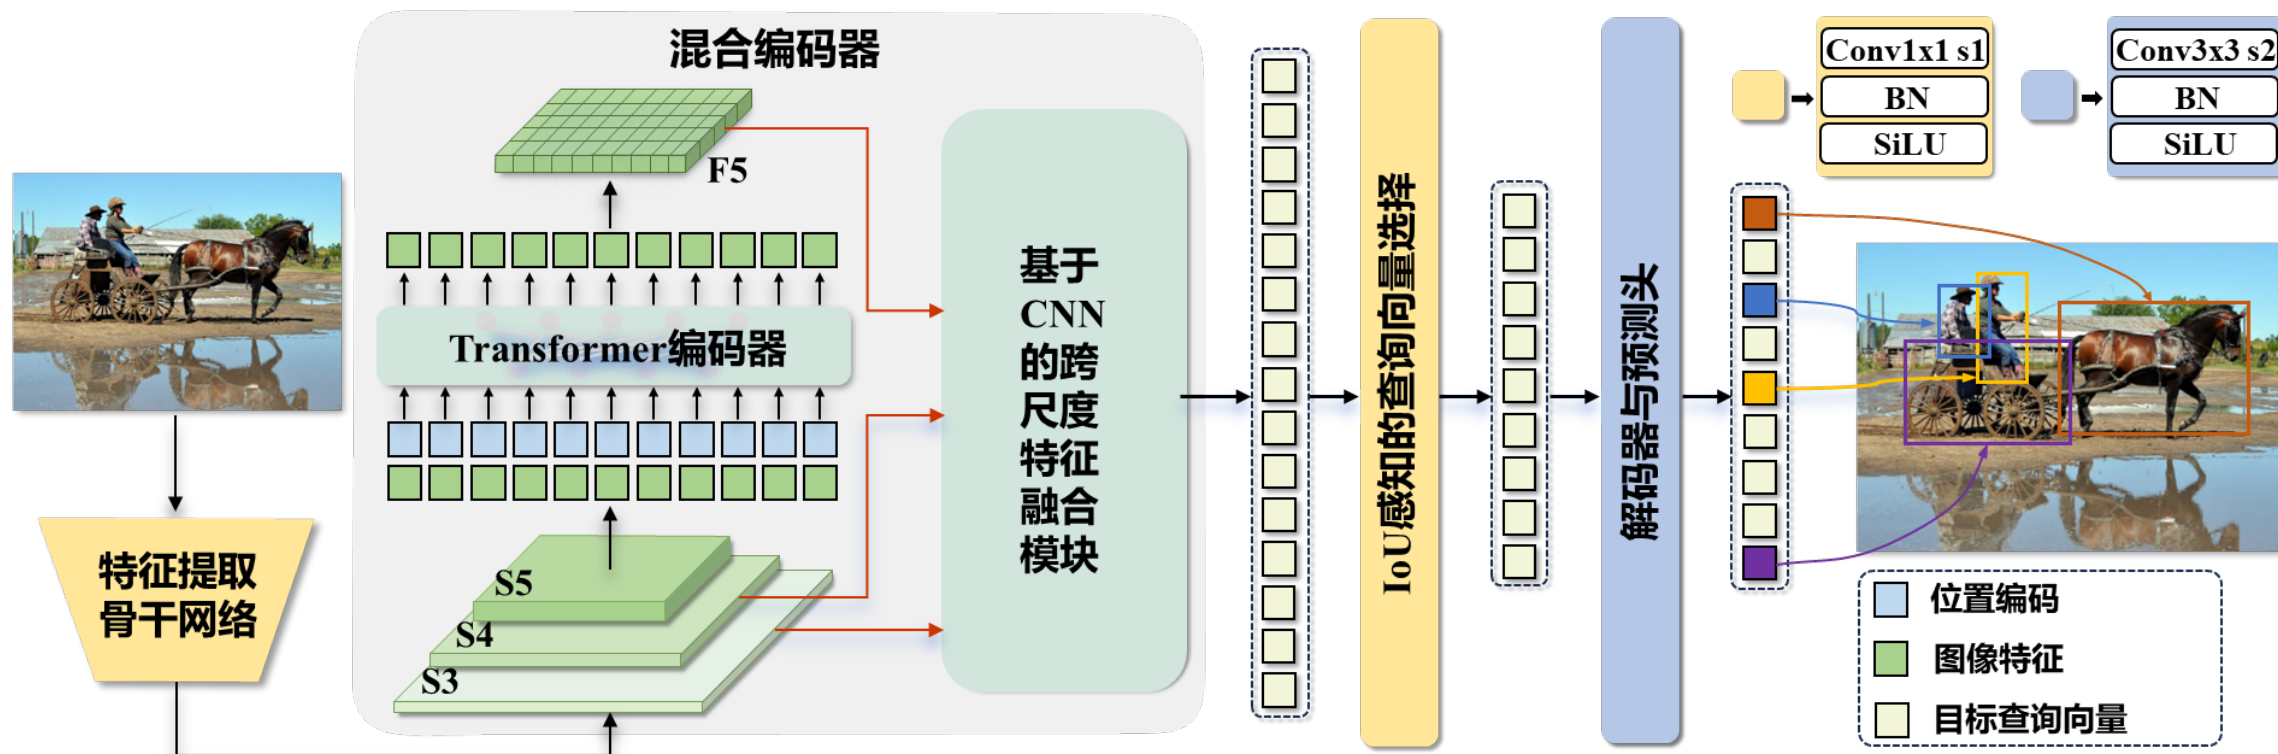 混合编码器
F5
Transformer编码器
S5
S4
S3
特征提取
骨干网络
基于
CNN
的跨
尺度
特征
融合
模块
IoU感知的查询向量选择
解码器与预测头
Conv1x1 s1
BN
SiLU
Conv3x3 s2
BN
SiLU
位置编码
图像特征
目标查询向量